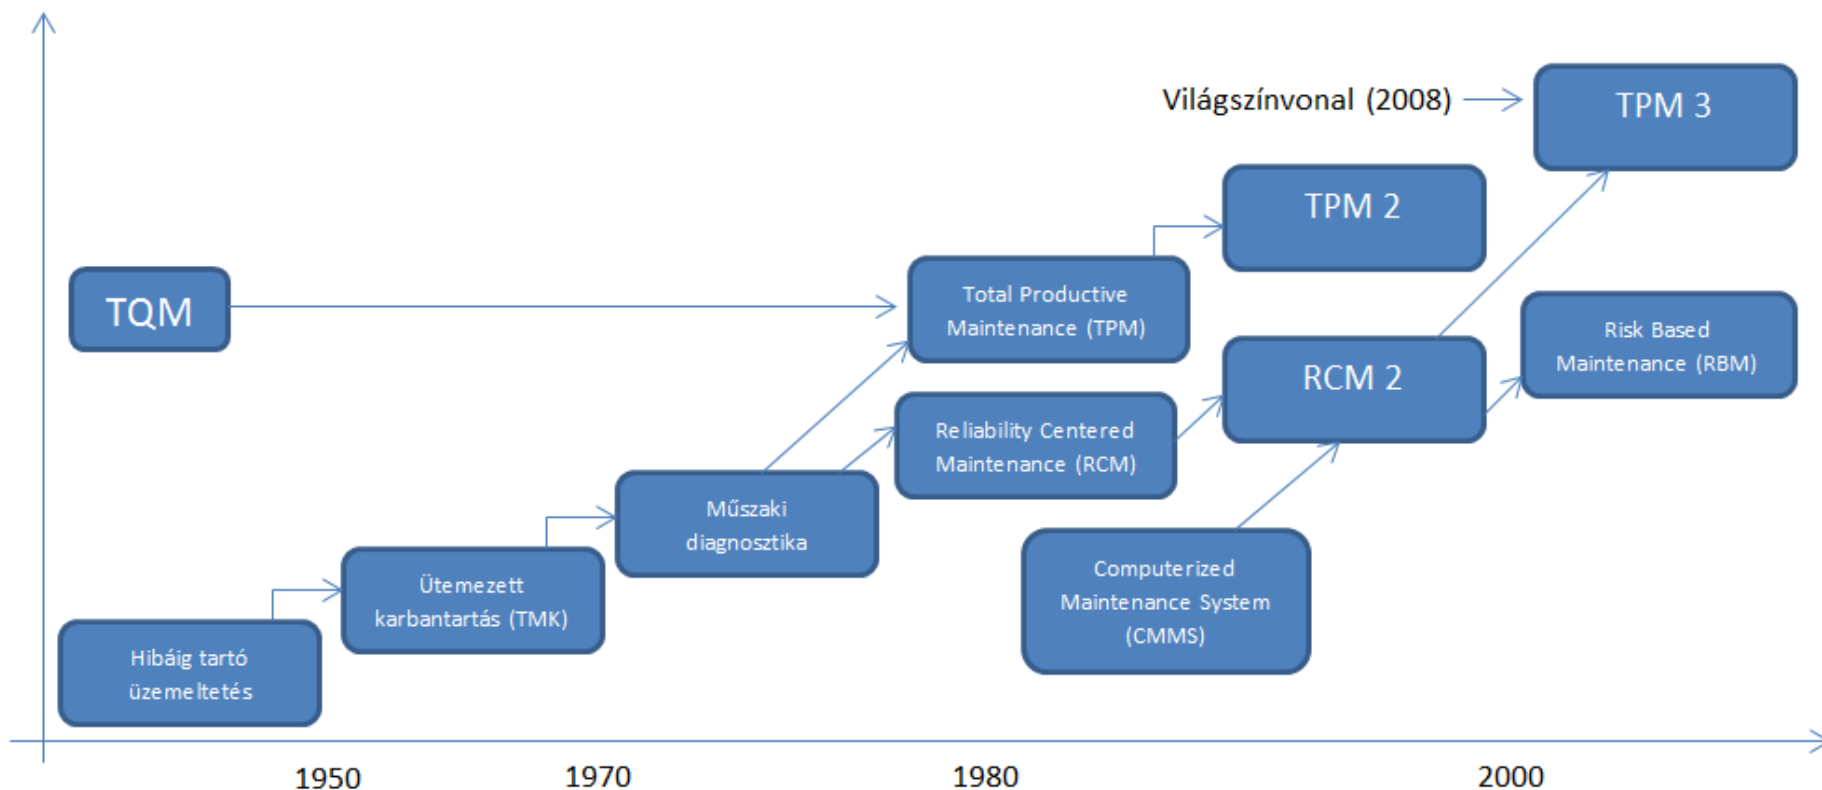 Világszínvonal (2008)
TPM 3
TPM 2
TQM
Total Productive
Maintenance (TPM)
Risk Based
Maintenance (RBM)
RCM 2
Reliability Centered
Maintenance (RCM)
Műszaki
diagnosztika
Ütemezett
karbantartás (TMK)
Computerized
Maintenance System
(CMMS)
Hibáig tartó
üzemeltetés
1950
1970
1980
2000